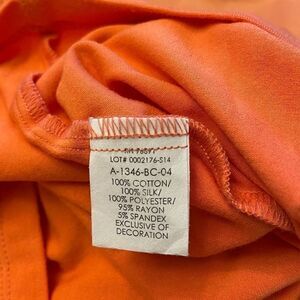 LOT# 0002176-S14
A-1346-BC-04
100% COTTON/
100% SILK/
100% POLYESTER/
95% RAYON
5% SPANDEX
EXCLUSIVE OF
DECORATION